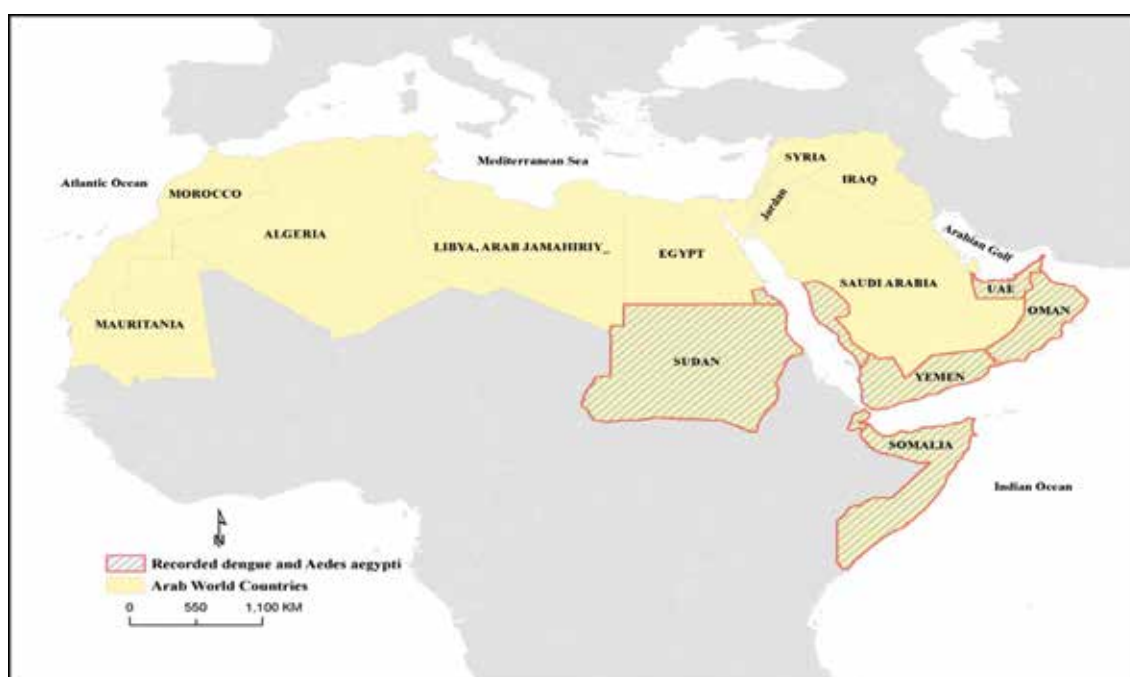 SYRIA
Mediterranean Sea
IRAQ
Atlantic Ocean
MOROCCO
Jordan
ALGERIA
Arabian Golf
LIBYA, ARAB JAMAHIRIY_
EGYPT
SAUDI ARABIA
UAE
OMAN
MAURITANIA
SUDAN
YEMEN
SOMALIA
Indian Ocean
N
Recorded dengue and Aedes aegypti
Arab World Countries
0 550 1,100 KM